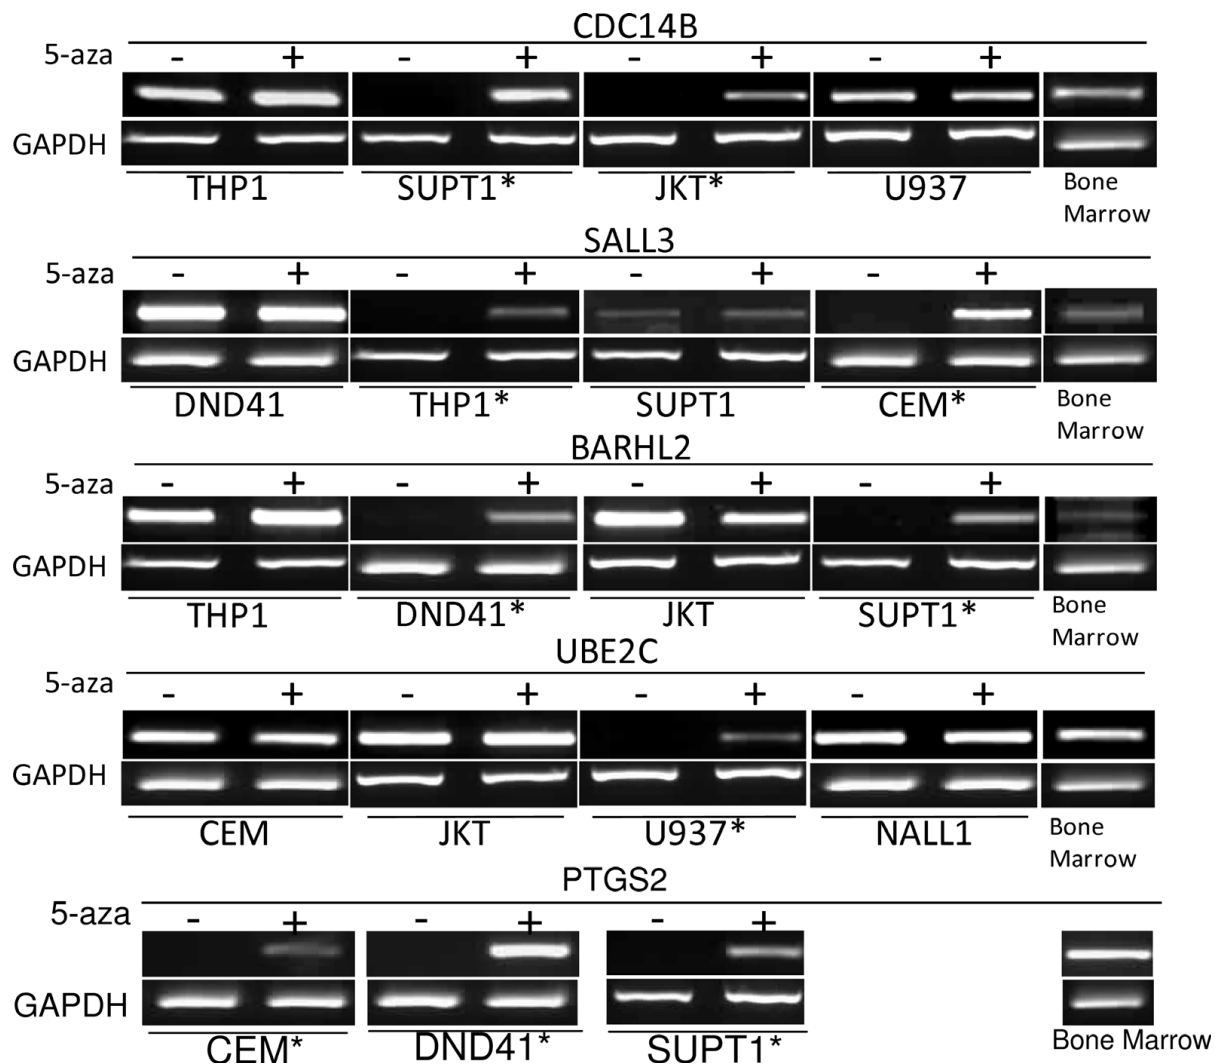 CDC14B
5-aza - + - + - + - +
GAPDH
THP1 SUPT1* JKT* U937 Bone
Marrow
SALL3
5-aza - + - + - + - +
GAPDH
DND41 THP1* SUPT1 CEM* Bone
Marrow
BARHL2
5-aza - + - + - + - +
GAPDH
THP1 DND41* JKT SUPT1* Bone
Marrow
UBE2C
5-aza - + - + - + - +
GAPDH
CEM JKT U937* NALL1 Bone
Marrow
PTGS2
5-aza - + - + - +
GAPDH
CEM* DND41* SUPT1* Bone Marrow